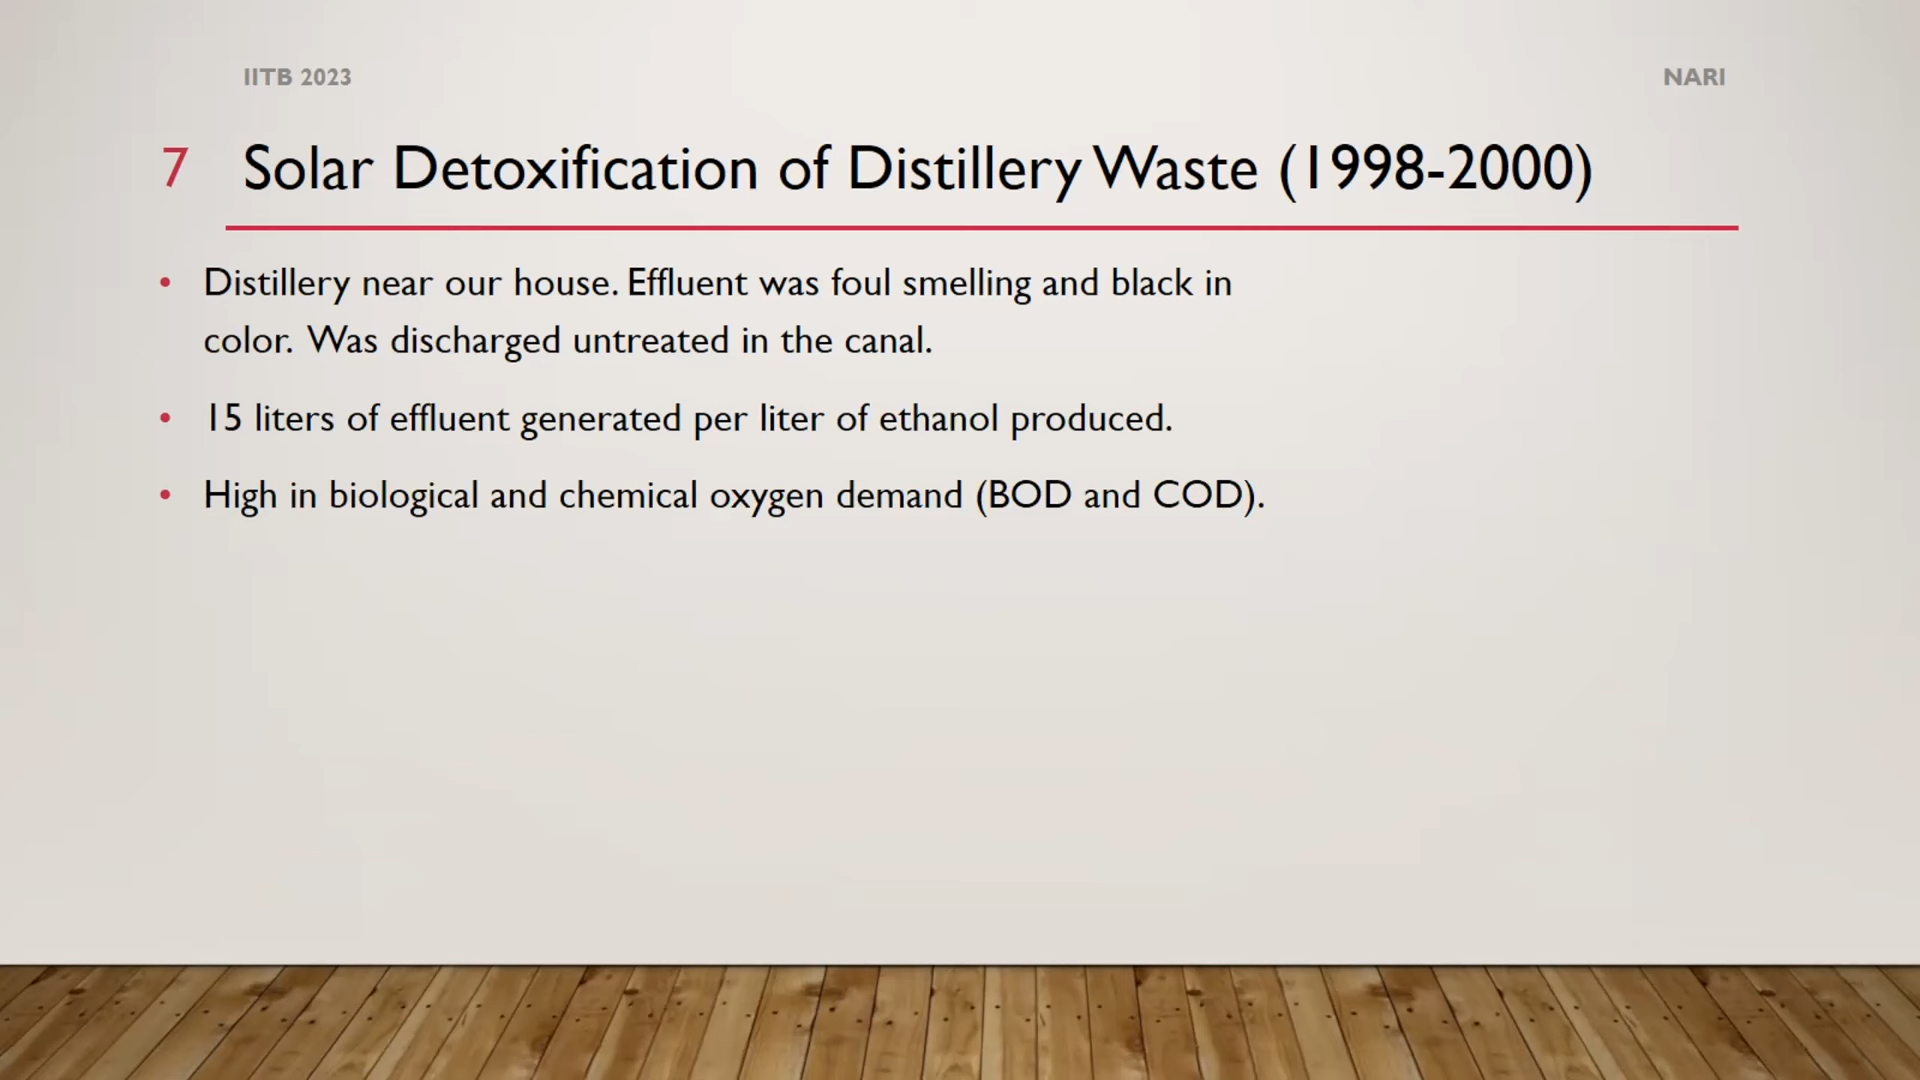 IITB 2023
NARI
7 Solar Detoxification of Distillery Waste (1998-2000)
• Distillery near our house. Effluent was foul smelling and black in
color. Was discharged untreated in the canal.
• 15 liters of effluent generated per liter of ethanol produced.
• High in biological and chemical oxygen demand (BOD and COD).